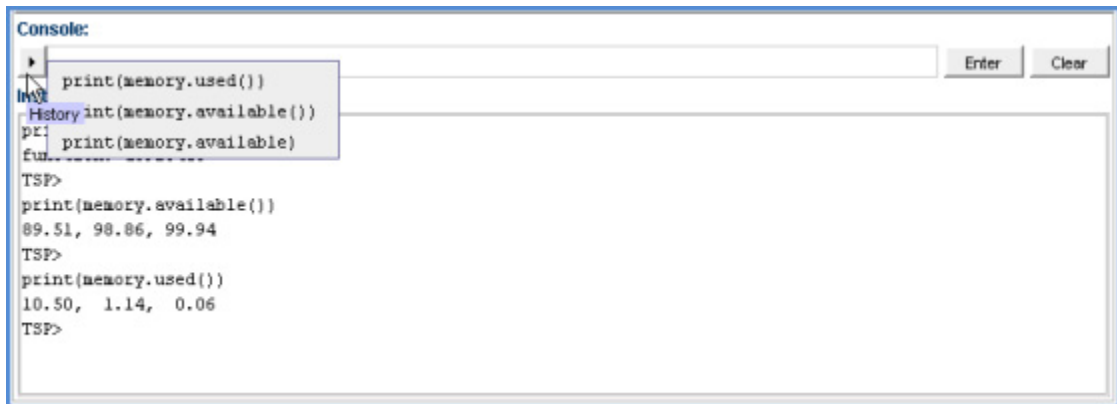 Console:
print(memory.used()) Enter Clear
History int(memory.available())
print(memory.available)
TSP>
print(memory.available())
89.51, 98.86, 99.94
TSP>
print(memory.used())
10.50, 1.14, 0.06
TSP>